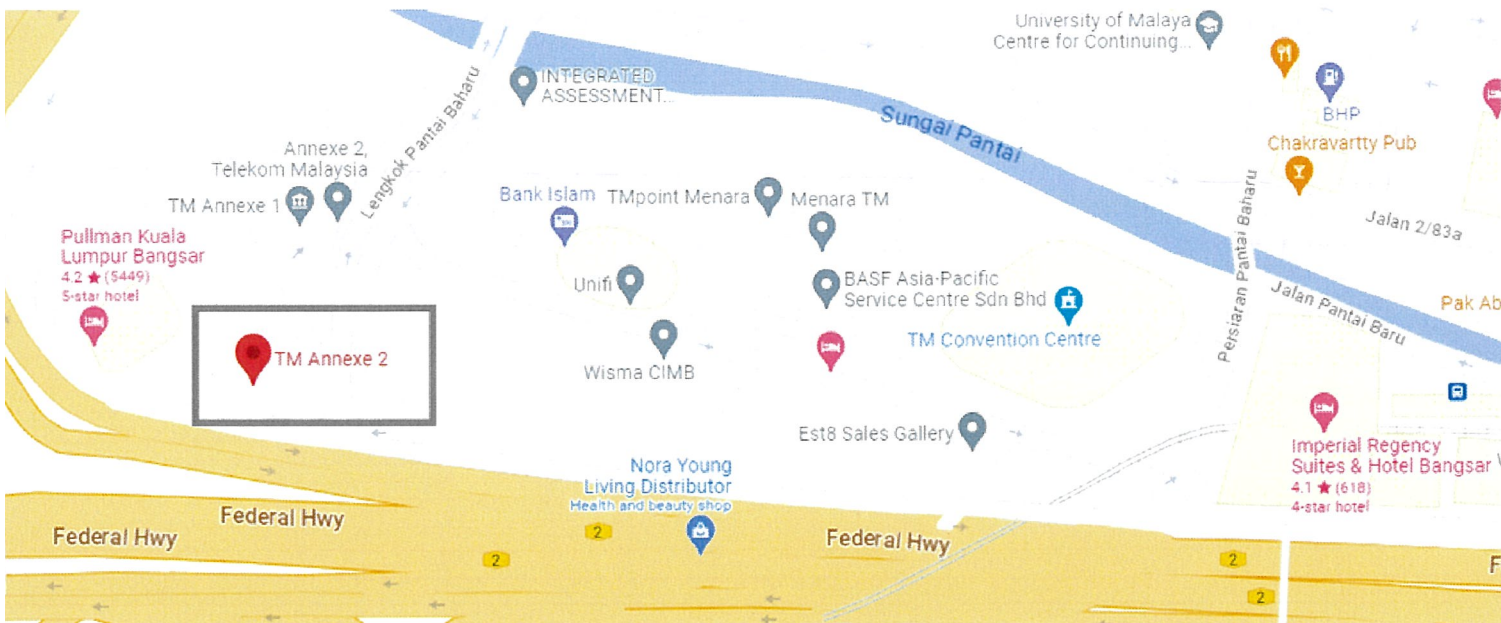 University of Malaya
Centre for Continuing...
INTEGRATED
ASSESSMENT...
BHP
Sungai Pantai
Chakravartty Pub
Lengkok Pantai Baharu
Annexe 2,
Telekom Malaysia
TM Annexe 1
Bank Islam
TMpoint Menara
Menara TM
Persiaran Pantai Baharu
Jalan 2/83a
Pullman Kuala
Lumpur Bangsar
4.2 ★ (5449)
5-star hotel
Unifi
BASF Asia-Pacific
Service Centre Sdn Bhd
Jalan Pantai Baru
Pak Ab
TM Convention Centre
TM Annexe 2
Wisma CIMB
Est8 Sales Gallery
Imperial Regency
Suites & Hotel Bangsar
4.1 ★ (618)
4-star hotel
Nora Young
Living Distributor
Health and beauty shop
Federal Hwy
Federal Hwy
Federal Hwy
2
2
2
2